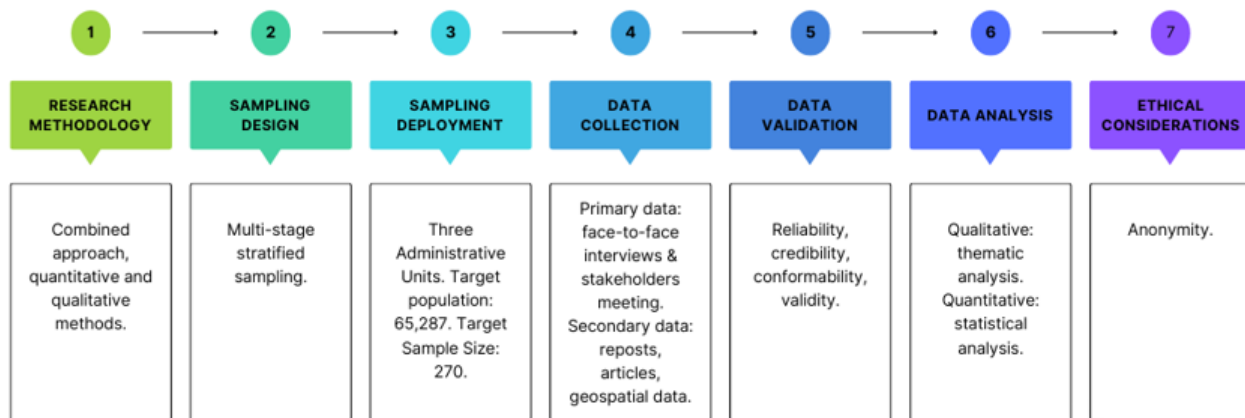 1
2
3
4
5
6
7
RESEARCH
METHODOLOGY
SAMPLING
DESIGN
SAMPLING
DEPLOYMENT
DATA
COLLECTION
DATA
VALIDATION
DATA ANALYSIS
ETHICAL
CONSIDERATIONS
Combined
approach,
quantitative and
qualitative
methods.
Multi-stage
stratified
sampling.
Three
Administrative
Units. Target
population:
65,287. Target
Sample Size:
270.
Primary data:
face-to-face
interviews &
stakeholders
meeting.
Secondary data:
reposts,
articles,
geospatial data.
Reliability,
credibility,
conformability,
validity.
Qualitative:
thematic
analysis.
Quantitative:
statistical
analysis.
Anonymity.